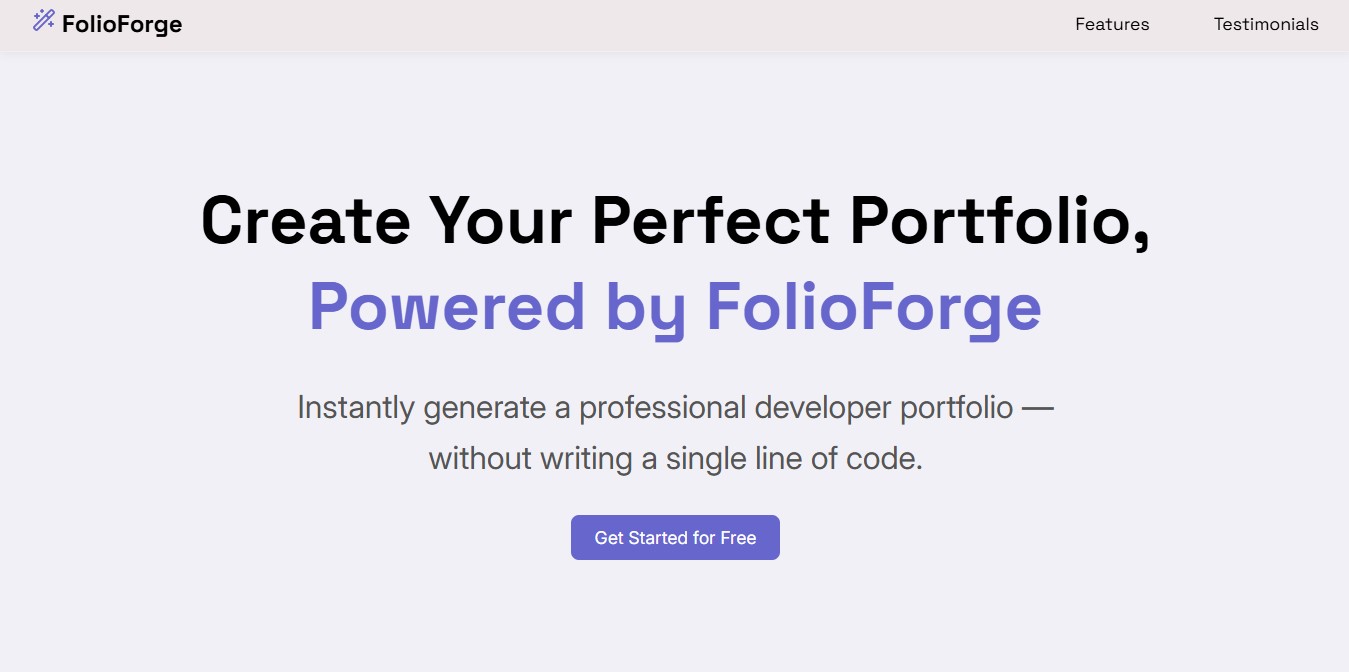 FolioForge
Features
Testimonials
Create Your Perfect Portfolio,
Powered by FolioForge
Instantly generate a professional developer portfolio —
without writing a single line of code.
Get Started for Free